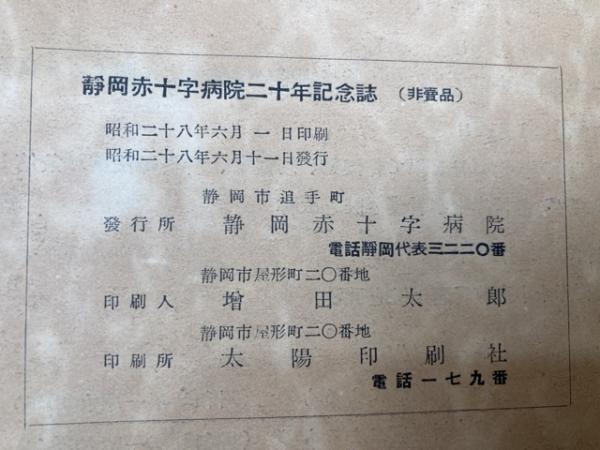 靜岡赤十字病院二十年記念誌 (非賣品)
昭和二十八年六月一日印刷
昭和二十八年六月十一日發行
静岡市追手町
發行所 静岡赤十字病院
電話靜岡代表三二二〇番
静岡市屋形町二〇番地
印刷人 增田太郎
静岡市屋形町二〇番地
印刷所 太陽印刷社
電話一七九番